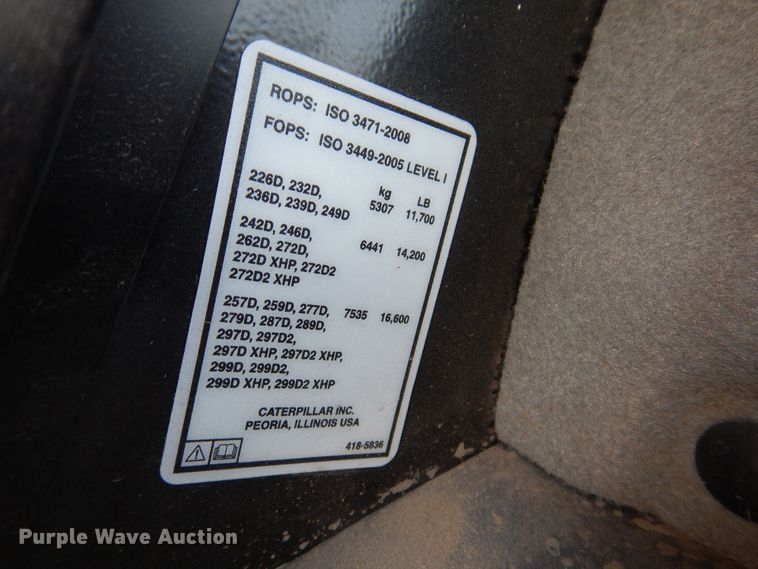 ROPS: ISO 3471-2008
FOPS: ISO 3449-2005 LEVEL I
kg LB
226D, 232D,
236D, 239D, 249D 5307 11,700
242D, 246D,
262D, 272D, 6441 14,200
272D XHP, 272D2
272D2 XHP
257D, 259D, 277D, 7535 16,600
279D, 287D, 289D,
297D, 297D2,
297D XHP, 297D2 XHP,
299D, 299D2,
299D XHP, 299D2 XHP
CATERPILLAR INC.
PEORIA, ILLINOIS USA
418-5836
Purple Wave Auction